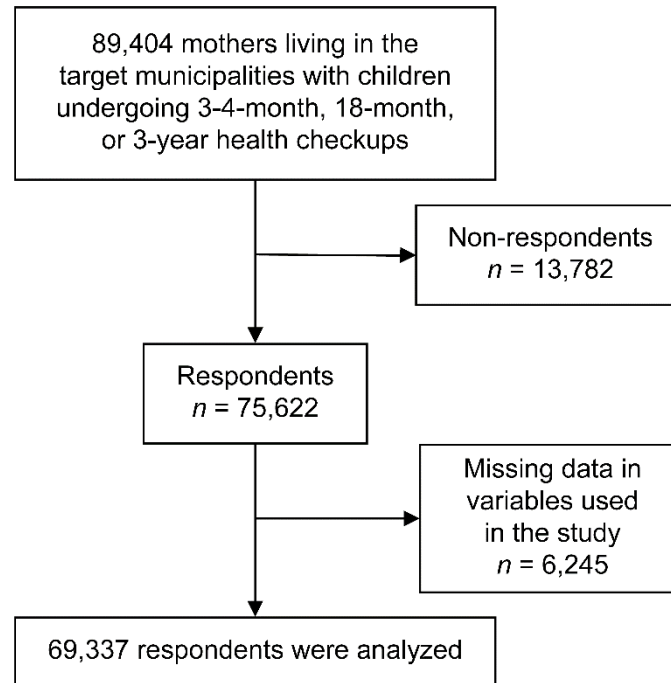 89,404 mothers living in the
target municipalities with children
undergoing 3-4-month, 18-month,
or 3-year health checkups
Non-respondents
n = 13,782
Respondents
n = 75,622
Missing data in
variables used
in the study
n = 6,245
69,337 respondents were analyzed